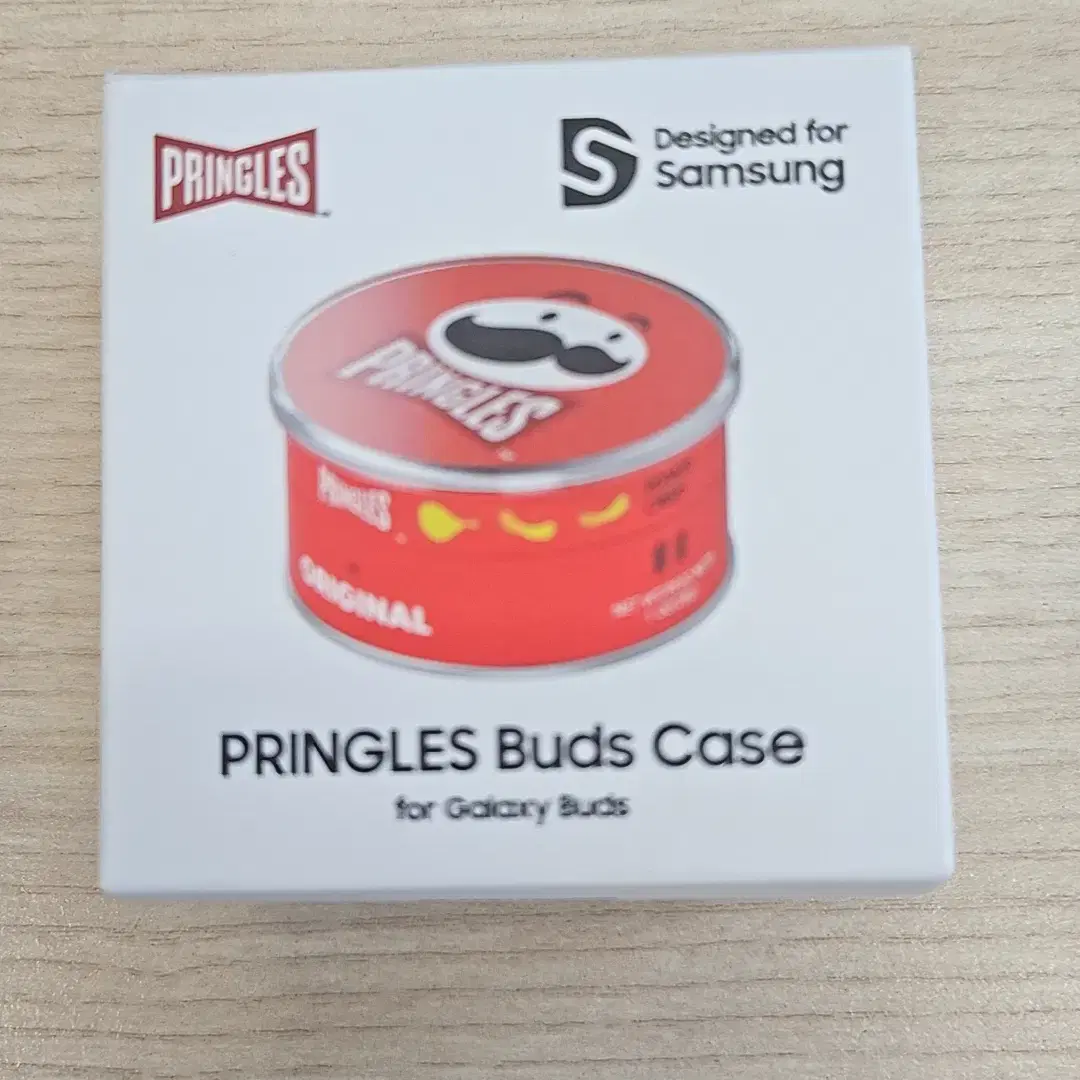 PRINGLES
Designed for
Samsung
PRINGLES
PRINGLES
ORIGINAL
PRINGLES Buds Case
for Galaxy Buds